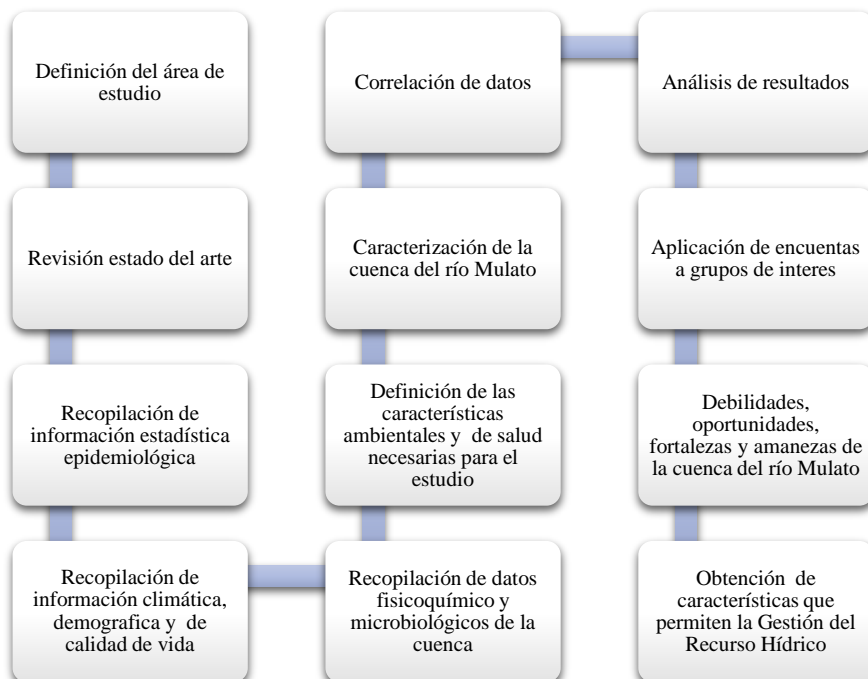 Definición del área de
estudio
Revisión estado del arte
Recopilación de
información estadística
epidemiológica
Recopilación de
información climática,
demografica y  de
calidad de vida
Recopilación de datos
fisicoquímico y
microbiológicos de la
cuenca
Definición de las
características
ambientales y  de salud
necesarias para el
estudio
Caracterización de la
cuenca del río Mulato
Correlación de datos
Análisis de resultados
Aplicación de encuentas
a grupos de interes
Debilidades,
oportunidades,
fortalezas y amanezas de
la cuenca del río Mulato
Obtención  de
características que
permiten la Gestión del
Recurso Hídrico